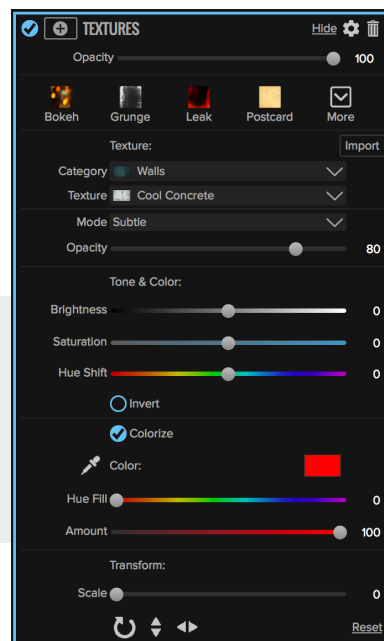 TEXTURES Hide
Opacity 100
Bokeh Grunge Leak Postcard More
Texture: Import
Category Walls
Texture Cool Concrete
Mode Subtle
Opacity 80
Tone & Color:
Brightness 0
Saturation 0
Hue Shift 0
Invert
Colorize
Color:
Hue Fill 0
Amount 100
Transform:
Scale 0
Reset